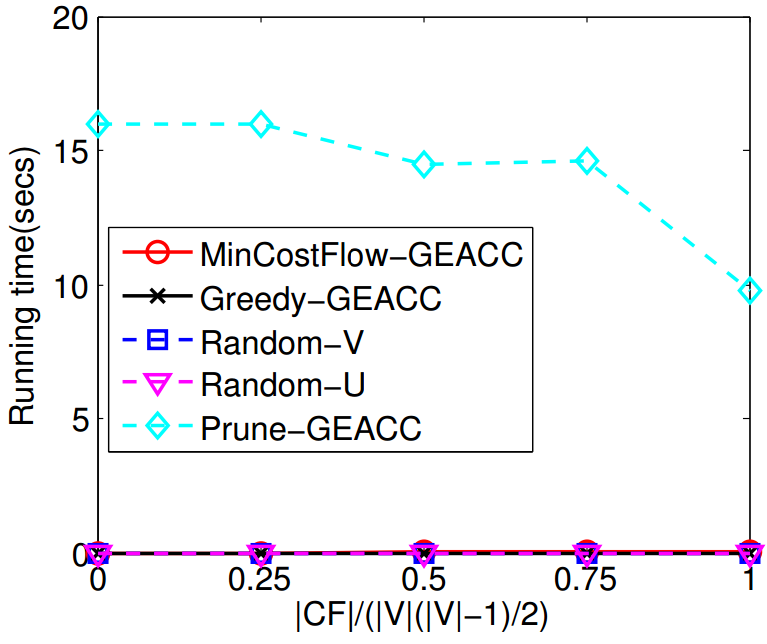 20
15
10
5
0
Running time(secs)
MinCostFlow−GEACC
Greedy−GEACC
Random−V
Random−U
Prune−GEACC
0 0.25 0.5 0.75 1
|CF|/(|V|(|V|−1)/2)